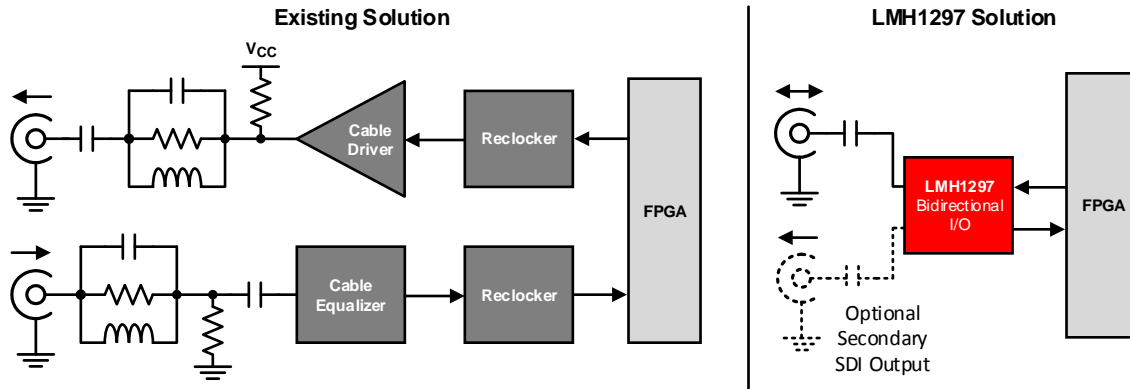 Existing Solution
LMH1297 Solution
VCC
Cable
Driver
Reclocker
FPGA
Cable
Equalizer
Reclocker
LMH1297
Bidirectional
I/O
FPGA
Optional
Secondary
SDI Output